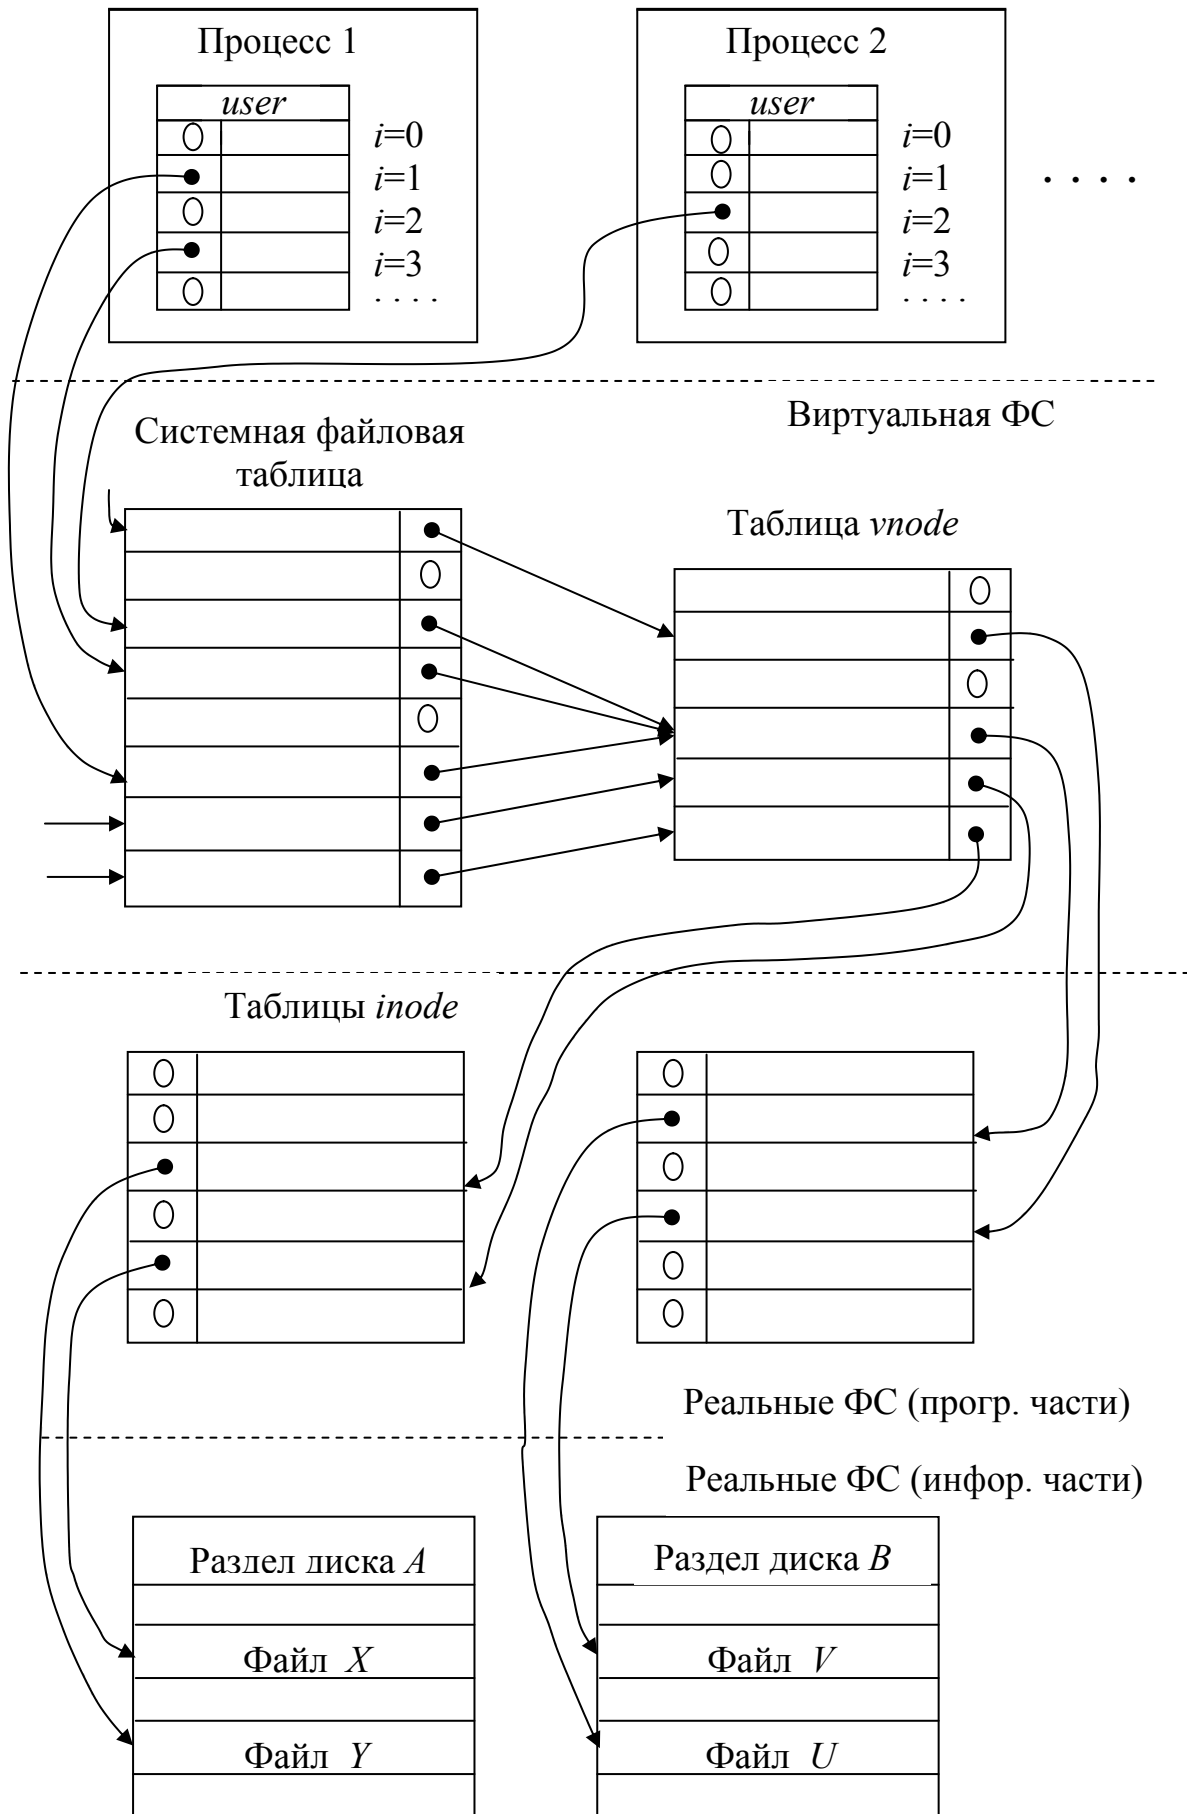 Процесс 1
Процесс 2
user
i=0
i=1
i=2
i=3
. . . .
user
i=0
i=1
i=2
i=3
. . . .
. . . .
Виртуальная ФС
Системная файловая
таблица
Таблица vnode
Таблицы inode
Реальные ФС (прогр. части)
Реальные ФС (инфор. части)
Раздел диска A
Раздел диска B
Файл X
Файл V
Файл Y
Файл U